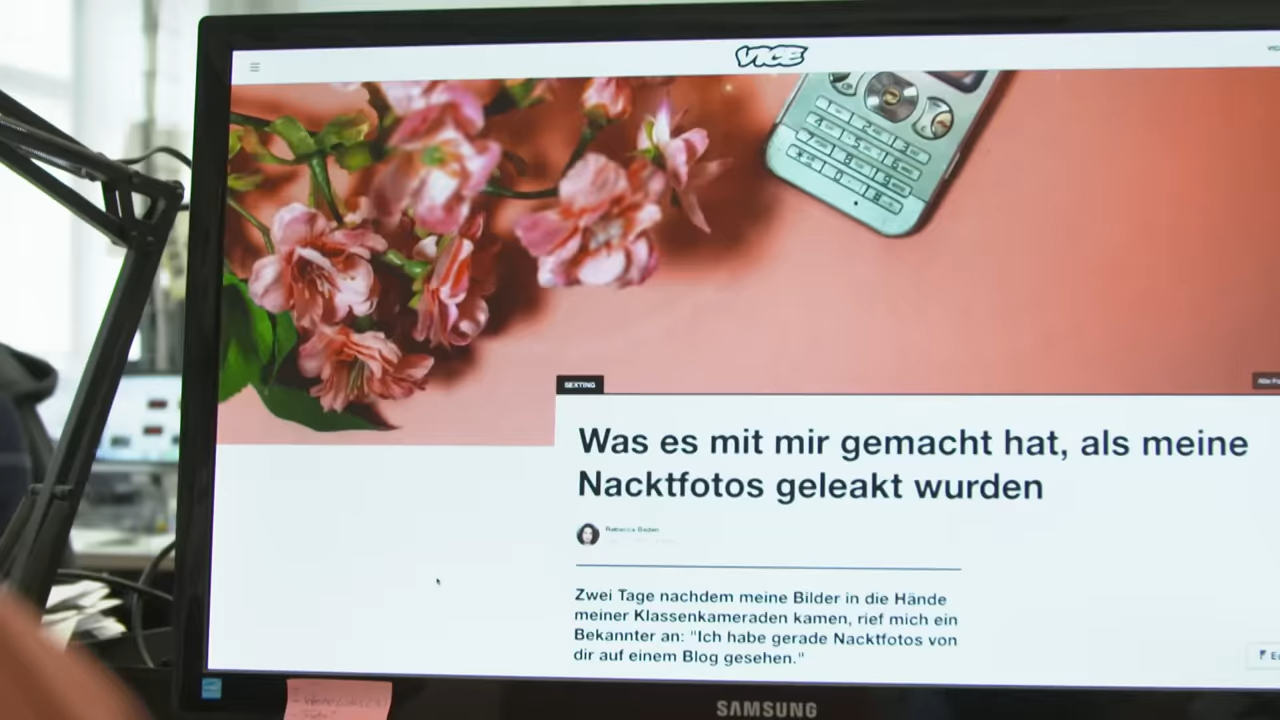 VICE
SEXTING
Was es mit mir gemacht hat, als meine
Nacktfotos geleakt wurden
Rebecca Baden
Zwei Tage nachdem meine Bilder in die Hände
meiner Klassenkameraden kamen, rief mich ein
Bekannter an: "Ich habe gerade Nacktfotos von
dir auf einem Blog gesehen."
SAMSUNG